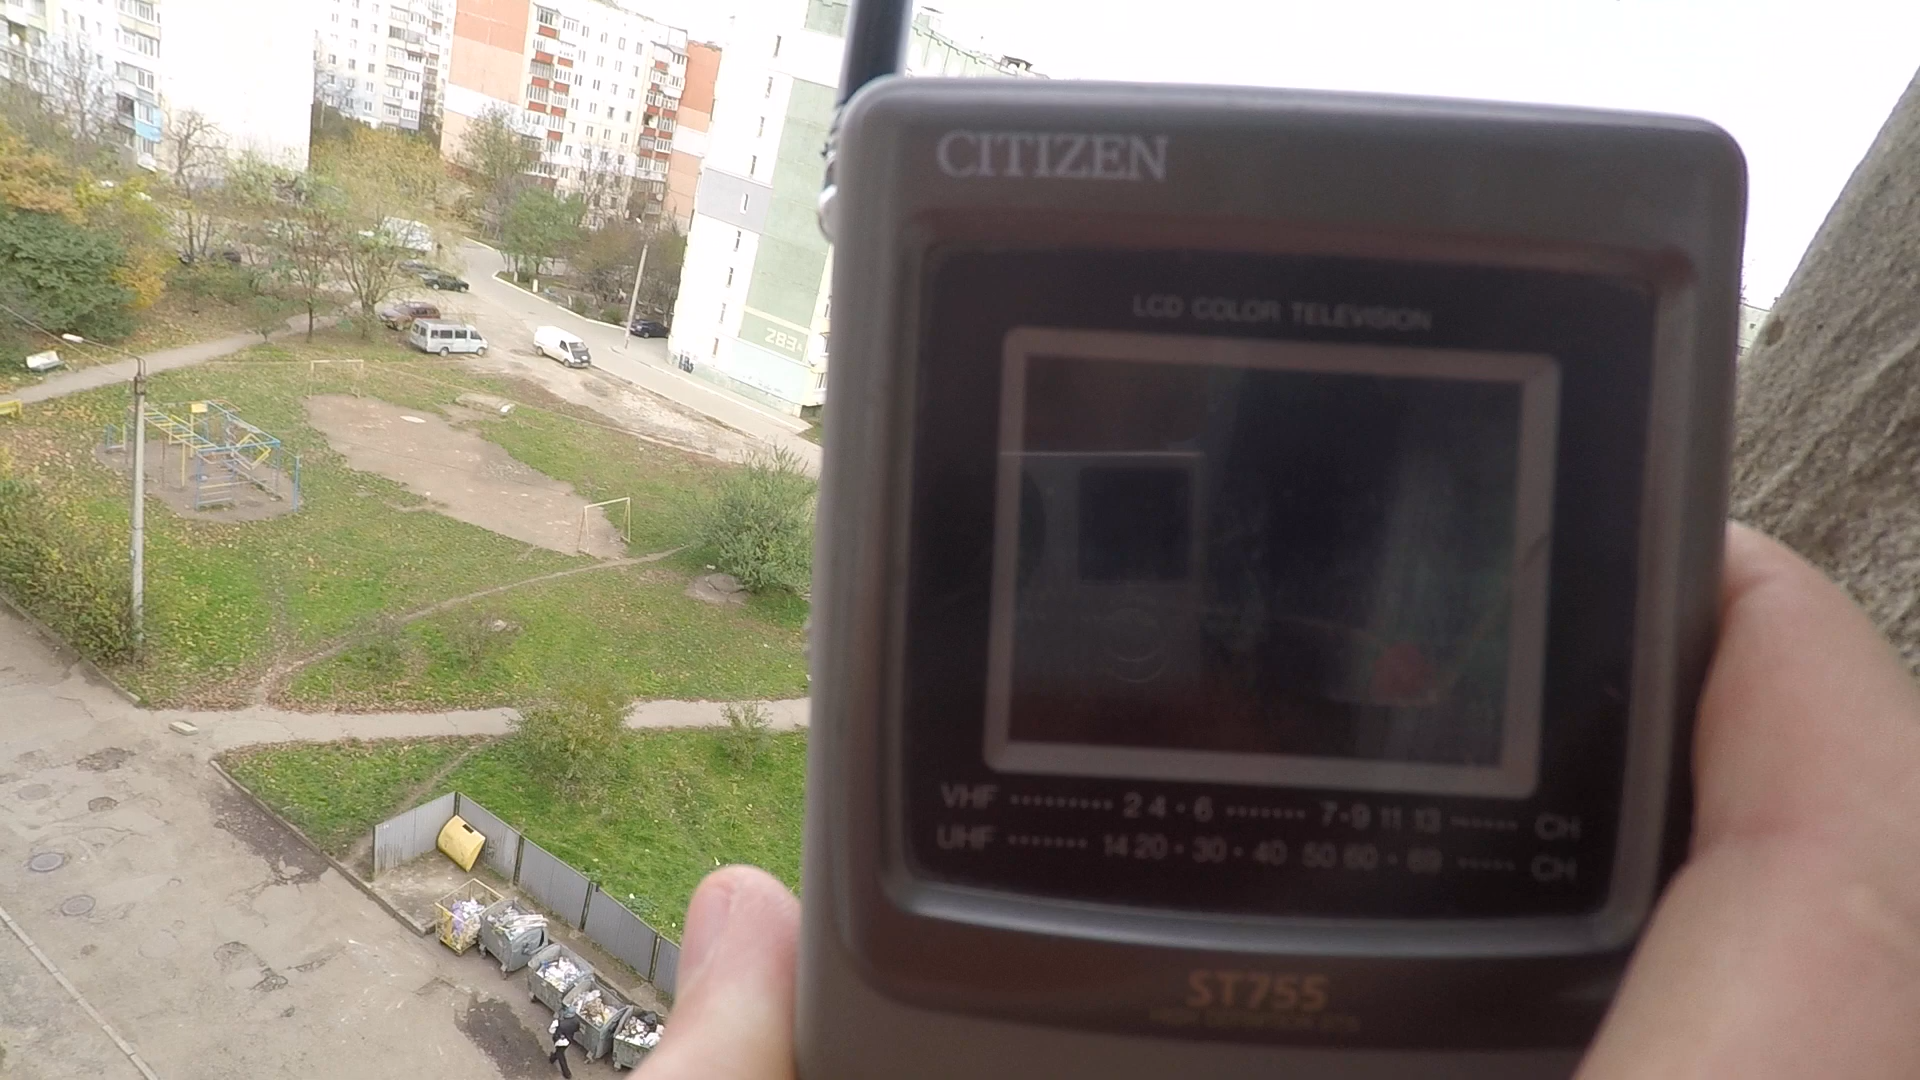 CITIZEN
LCD COLOR TELEVISION
283A
VHF ·········· 2 4 · 6 ········ 7 · 9 11 13 ······ CH
UHF ········ 14 20 · 30 · 40 50 60 · 69 ····· CH
ST755